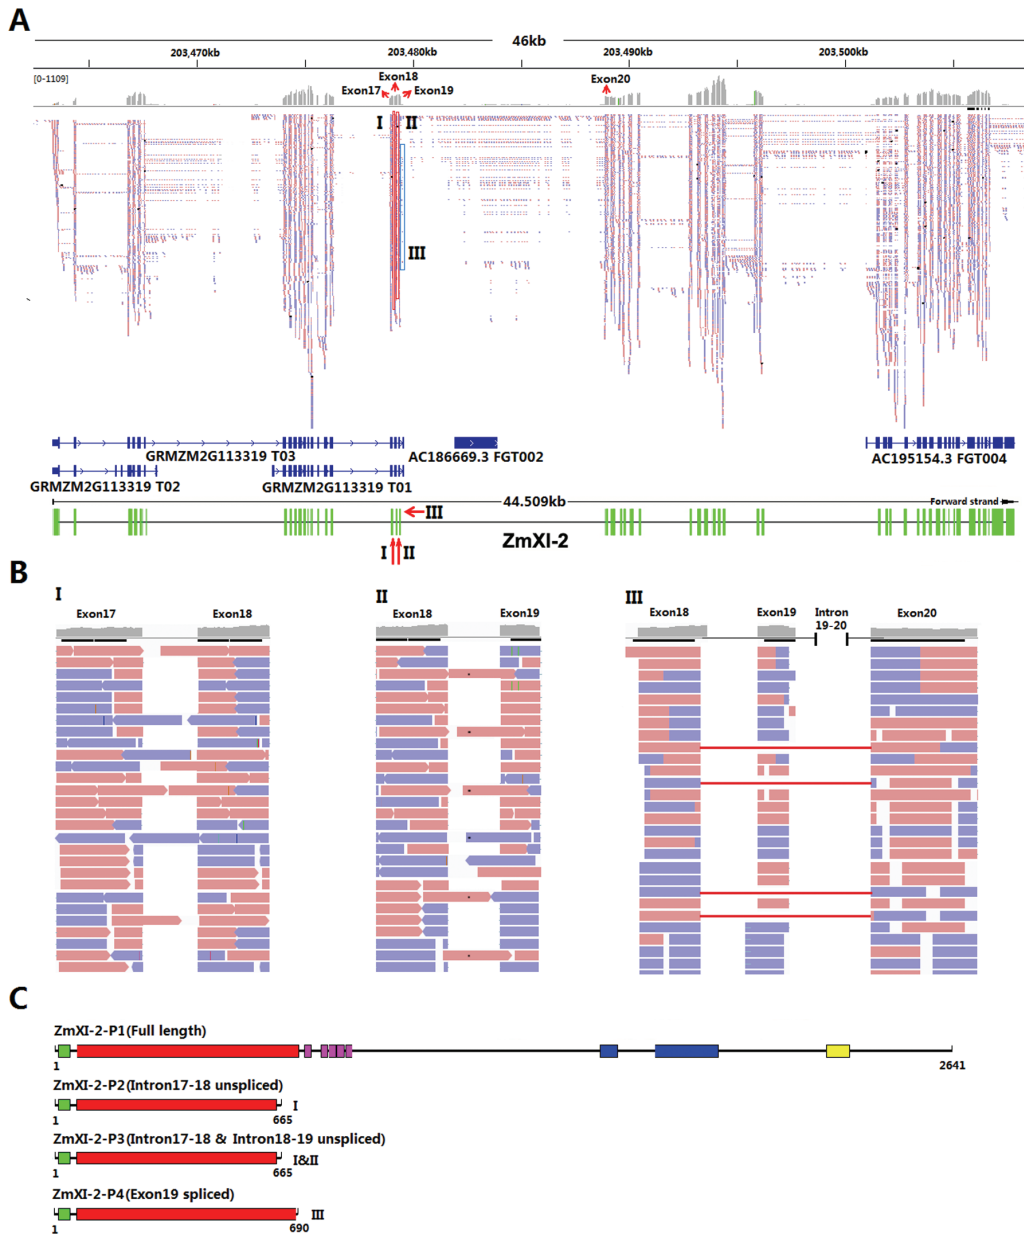 A
46kb
203,470kb
203,480kb
203,490kb
203,500kb
[0-1109]
Exon18
Exon17
Exon19
Exon20
I
II
III
GRMZM2G113319 T03
AC186669.3 FGT002
AC195154.3 FGT004
GRMZM2G113319 T02
GRMZM2G113319 T01
44.509kb
Forward strand
III
ZmXI-2
I
II
B
I
Exon17
Exon18
II
Exon18
Exon19
III
Exon18
Exon19
Intron
19-20
Exon20
C
ZmXI-2-P1(Full length)
1
2641
ZmXI-2-P2(Intron17-18 unspliced)
I
1
665
ZmXI-2-P3(Intron17-18 & Intron18-19 unspliced)
I&II
1
665
ZmXI-2-P4(Exon19 spliced)
III
1
690